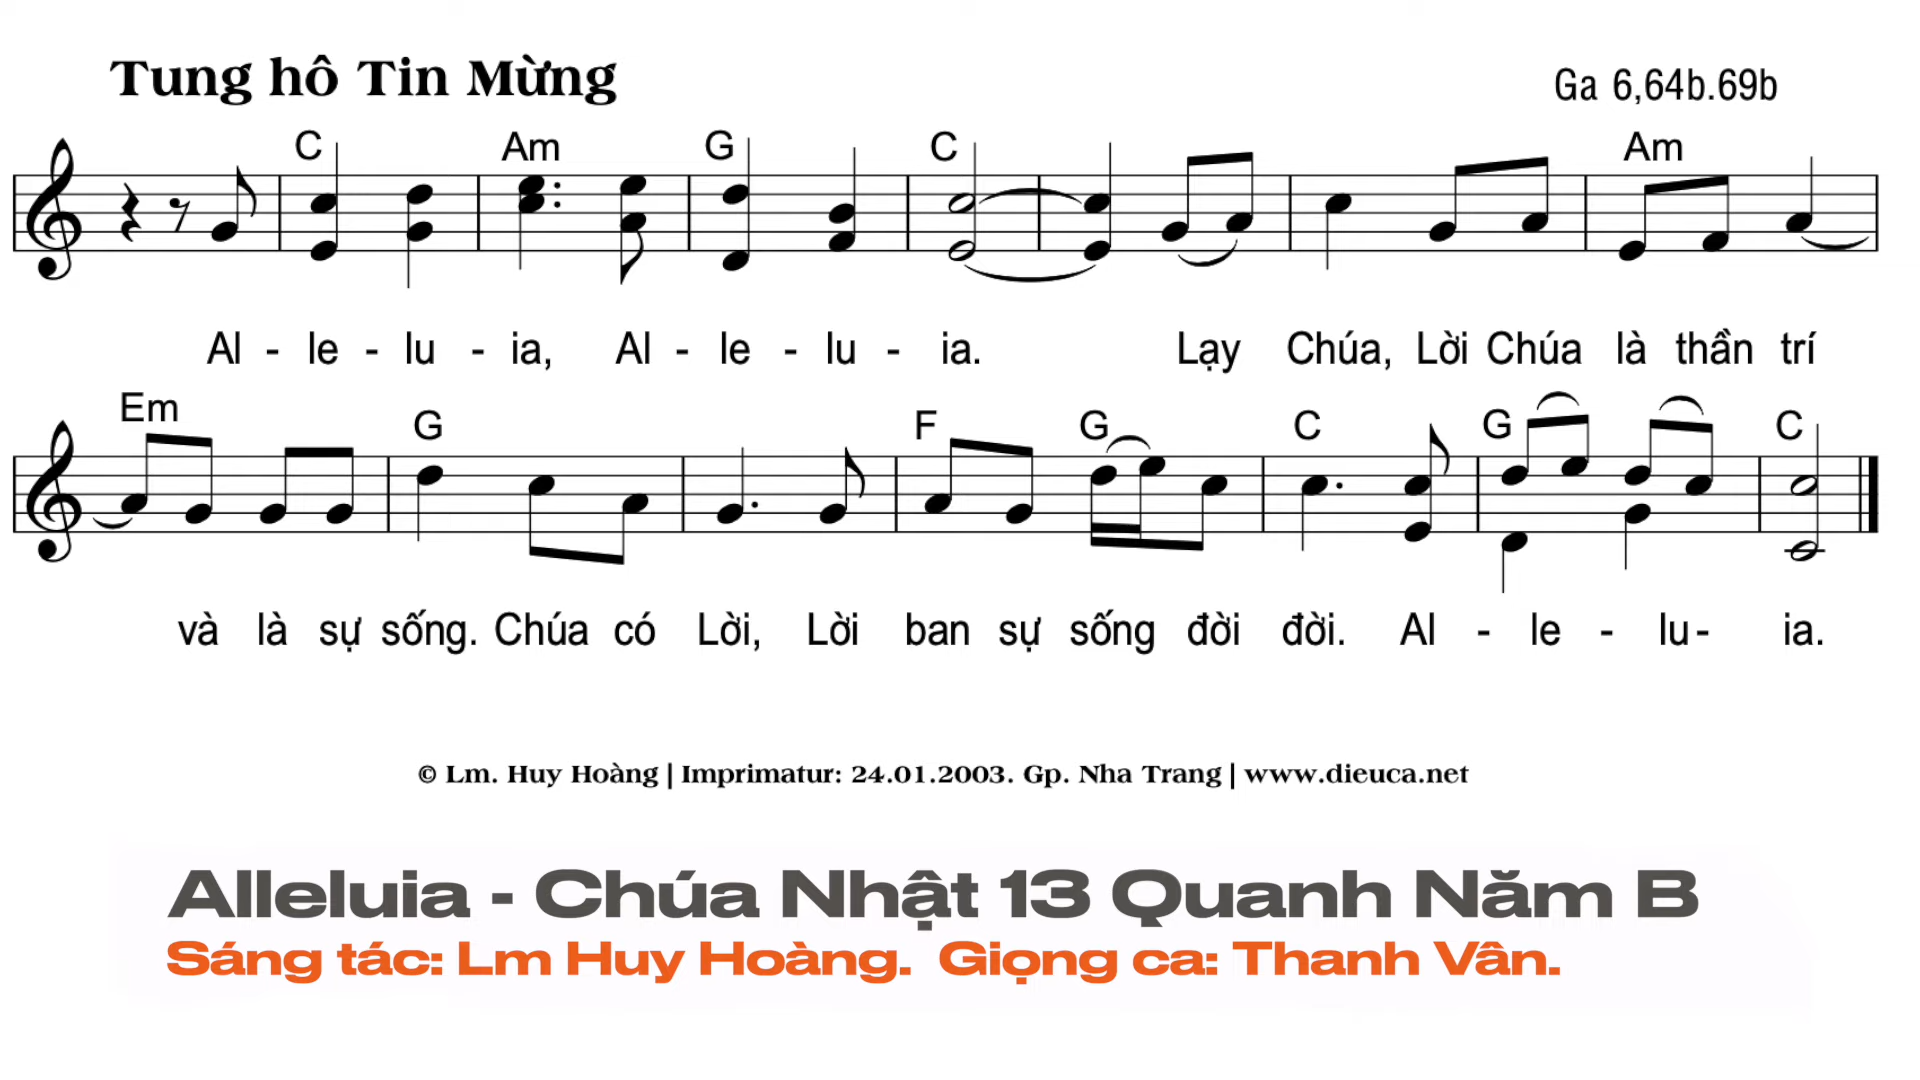 Tung hô Tin Mừng
Ga 6,64b.69b
C Am G C Am
Al - le - lu - ia, Al - le - lu - ia. Lạy Chúa, Lời Chúa là thần trí
Em G F G C G C
và là sự sống. Chúa có Lời, Lời ban sự sống đời đời. Al - le - lu - ia.
© Lm. Huy Hoàng | Imprimatur: 24.01.2003. Gp. Nha Trang | www.dieuca.net
Alleluia - Chúa Nhật 13 Quanh Năm B
Sáng tác: Lm Huy Hoàng. Giọng ca: Thanh Vân.